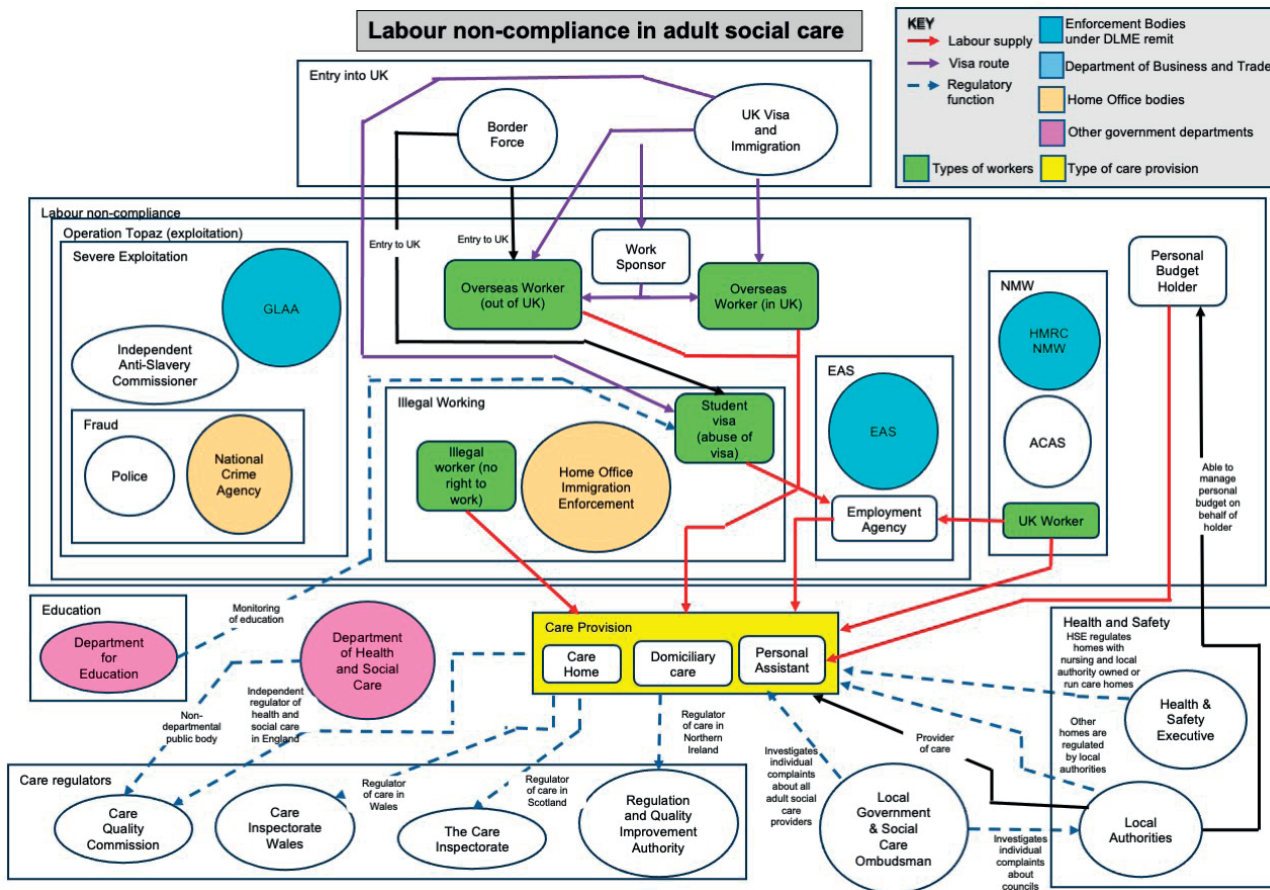 Labour non-compliance in adult social care
KEY
Labour supply
Visa route
Regulatory
function
Enforcement Bodies
under DLME remit
Department of Business and Trade
Home Office bodies
Other government departments
Types of workers
Type of care provision
Entry into UK
Border
Force
UK Visa
and
Immigration
Labour non-compliance
Operation Topaz (exploitation)
Severe Exploitation
GLAA
Independent
Anti-Slavery
Commissioner
Fraud
Police
National
Crime
Agency
Entry to UK
Entry to UK
Work
Sponsor
Overseas Worker
(out of UK)
Overseas
Worker (in UK)
Illegal Working
Illegal
worker (no
right to
work)
Home Office
Immigration
Enforcement
Student
visa
(abuse of
visa)
EAS
EAS
Employment
Agency
NMW
HMRC
NMW
ACAS
UK Worker
Personal
Budget
Holder
Able to
manage
personal
budget on
behalf of
holder
Education
Department
for
Education
Monitoring
of education
Department
of Health
and Social
Care
Non-
departmental
public body
Independent
regulator of
health and
social care
in England
Care Provision
Care
Home
Domiciliary
care
Personal
Assistant
Regulator
of care in
Northern
Ireland
Regulator
of care in
Wales
Regulator
of care in
Scotland
Investigates
individual
complaints
about all
adult social
care
providers
Provider
of care
Health and Safety
HSE regulates
homes with
nursing and local
authority owned or
run care homes
Health &
Safety
Executive
Other
homes are
regulated
by local
authorities
Local
Authorities
Care regulators
Care
Quality
Commission
Care
Inspectorate
Wales
The Care
Inspectorate
Regulation
and Quality
Improvement
Authority
Local
Government
& Social
Care
Ombudsman
Investigates
individual
complaints
about
councils